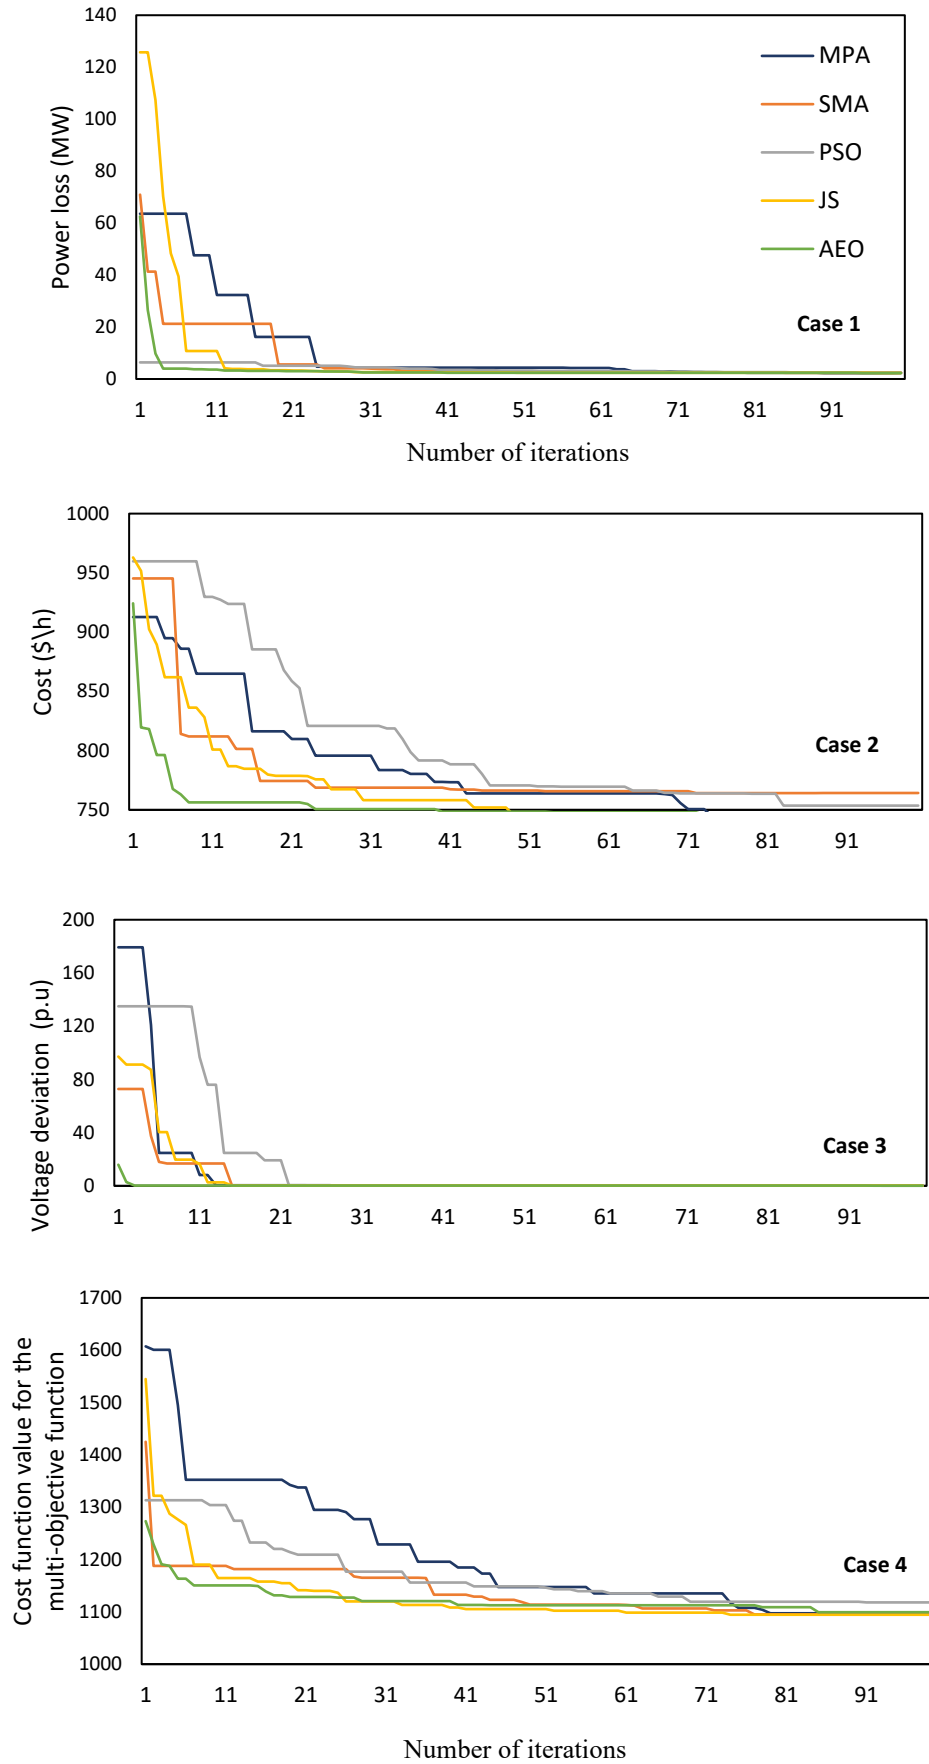 140
120
100
80
60
40
20
0
Power loss (MW)
MPA
SMA
PSO
JS
AEO
Case 1
1 11 21 31 41 51 61 71 81 91
Number of iterations
1000
950
900
850
800
750
Cost ($\h)
Case 2
1 11 21 31 41 51 61 71 81 91
200
160
120
80
40
0
Voltage deviation (p.u)
Case 3
1 11 21 31 41 51 61 71 81 91
1700
1600
1500
1400
1300
1200
1100
1000
Cost function value for the
multi-objective function
Case 4
1 11 21 31 41 51 61 71 81 91
Number of iterations